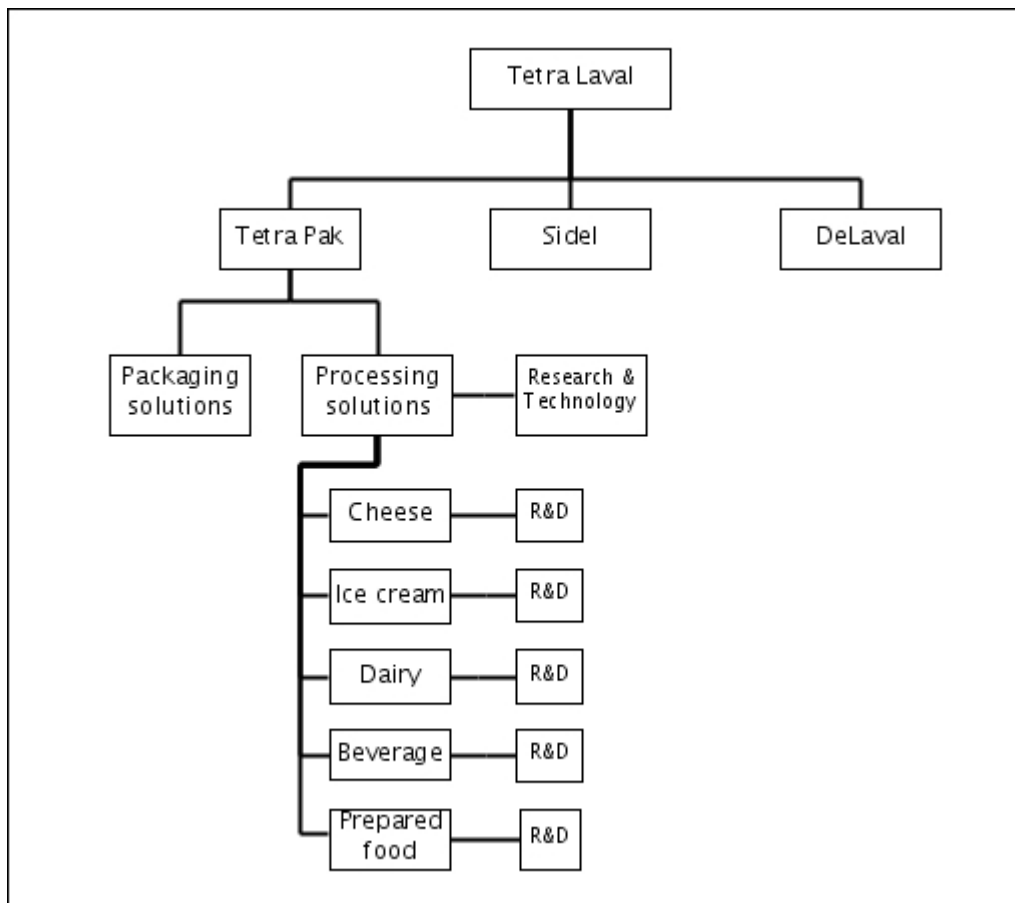 Tetra Laval
Tetra Pak
Sidel
DeLaval
Packaging
solutions
Processing
solutions
Research &
Technology
Cheese
R&D
Ice cream
R&D
Dairy
R&D
Beverage
R&D
Prepared
food
R&D